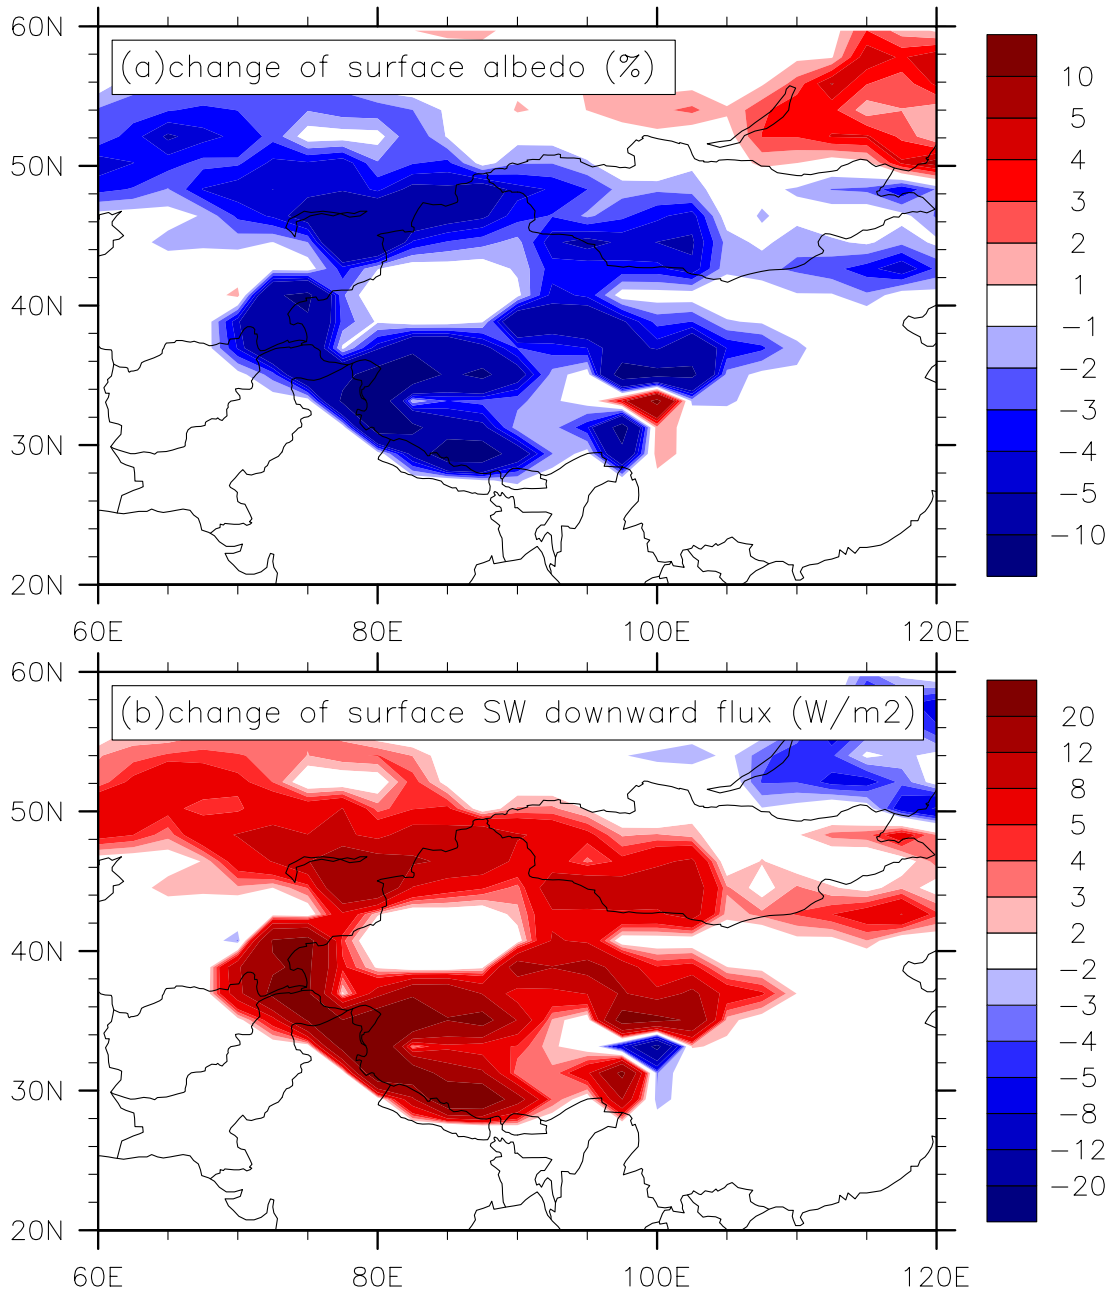 60N
(a)change of surface albedo (%)
50N
40N
30N
20N
60E 80E 100E 120E
10
5
4
3
2
1
−1
−2
−3
−4
−5
−10
60N
(b)change of surface SW downward flux (W/m2)
50N
40N
30N
20N
60E 80E 100E 120E
20
12
8
5
4
3
2
−2
−3
−4
−5
−8
−12
−20